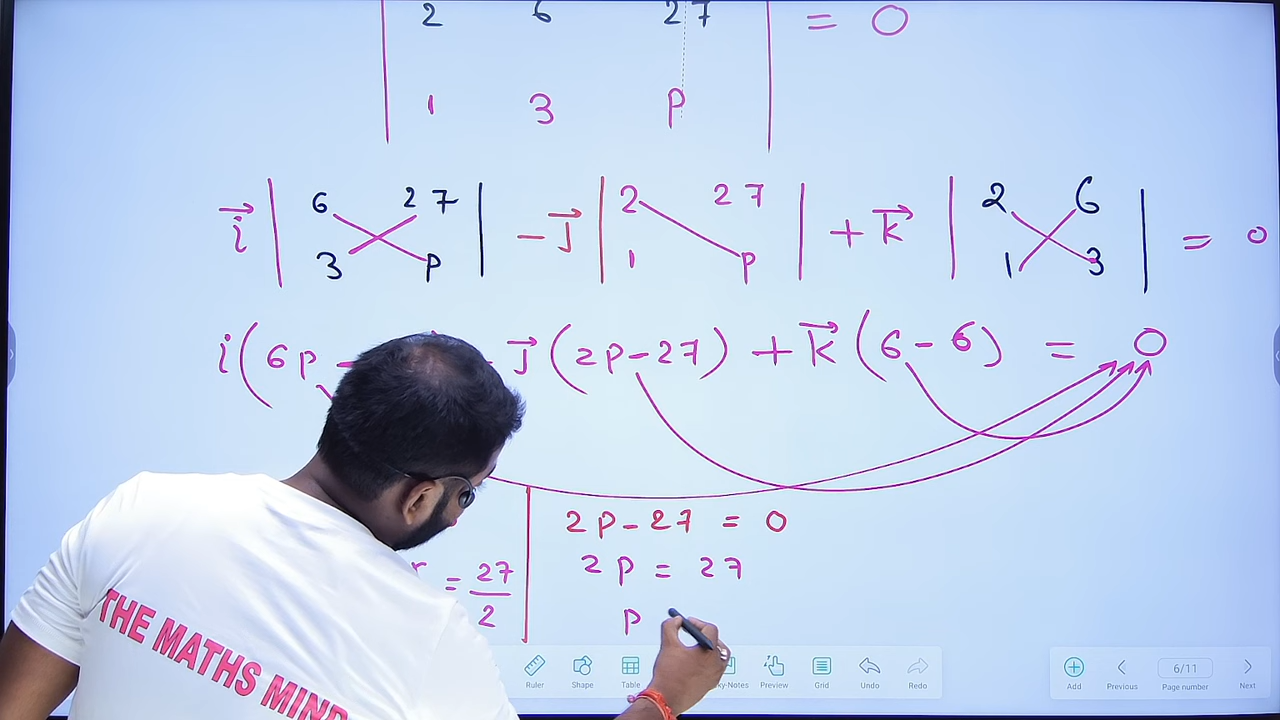 2 6 27 = 0
1 3 P
i | 6 27 | - J | 2 27 | + K | 2 6 | = 0
3 P 1 P 1 3
i(6P - J(2P-27) + K(6-6) = 0
2P-27 = 0
= 27/2
2P = 27
P
THE MATHS MIND
Ruler Shape Table Preview Grid Undo Redo
Add Previous 6/11 Page number Next